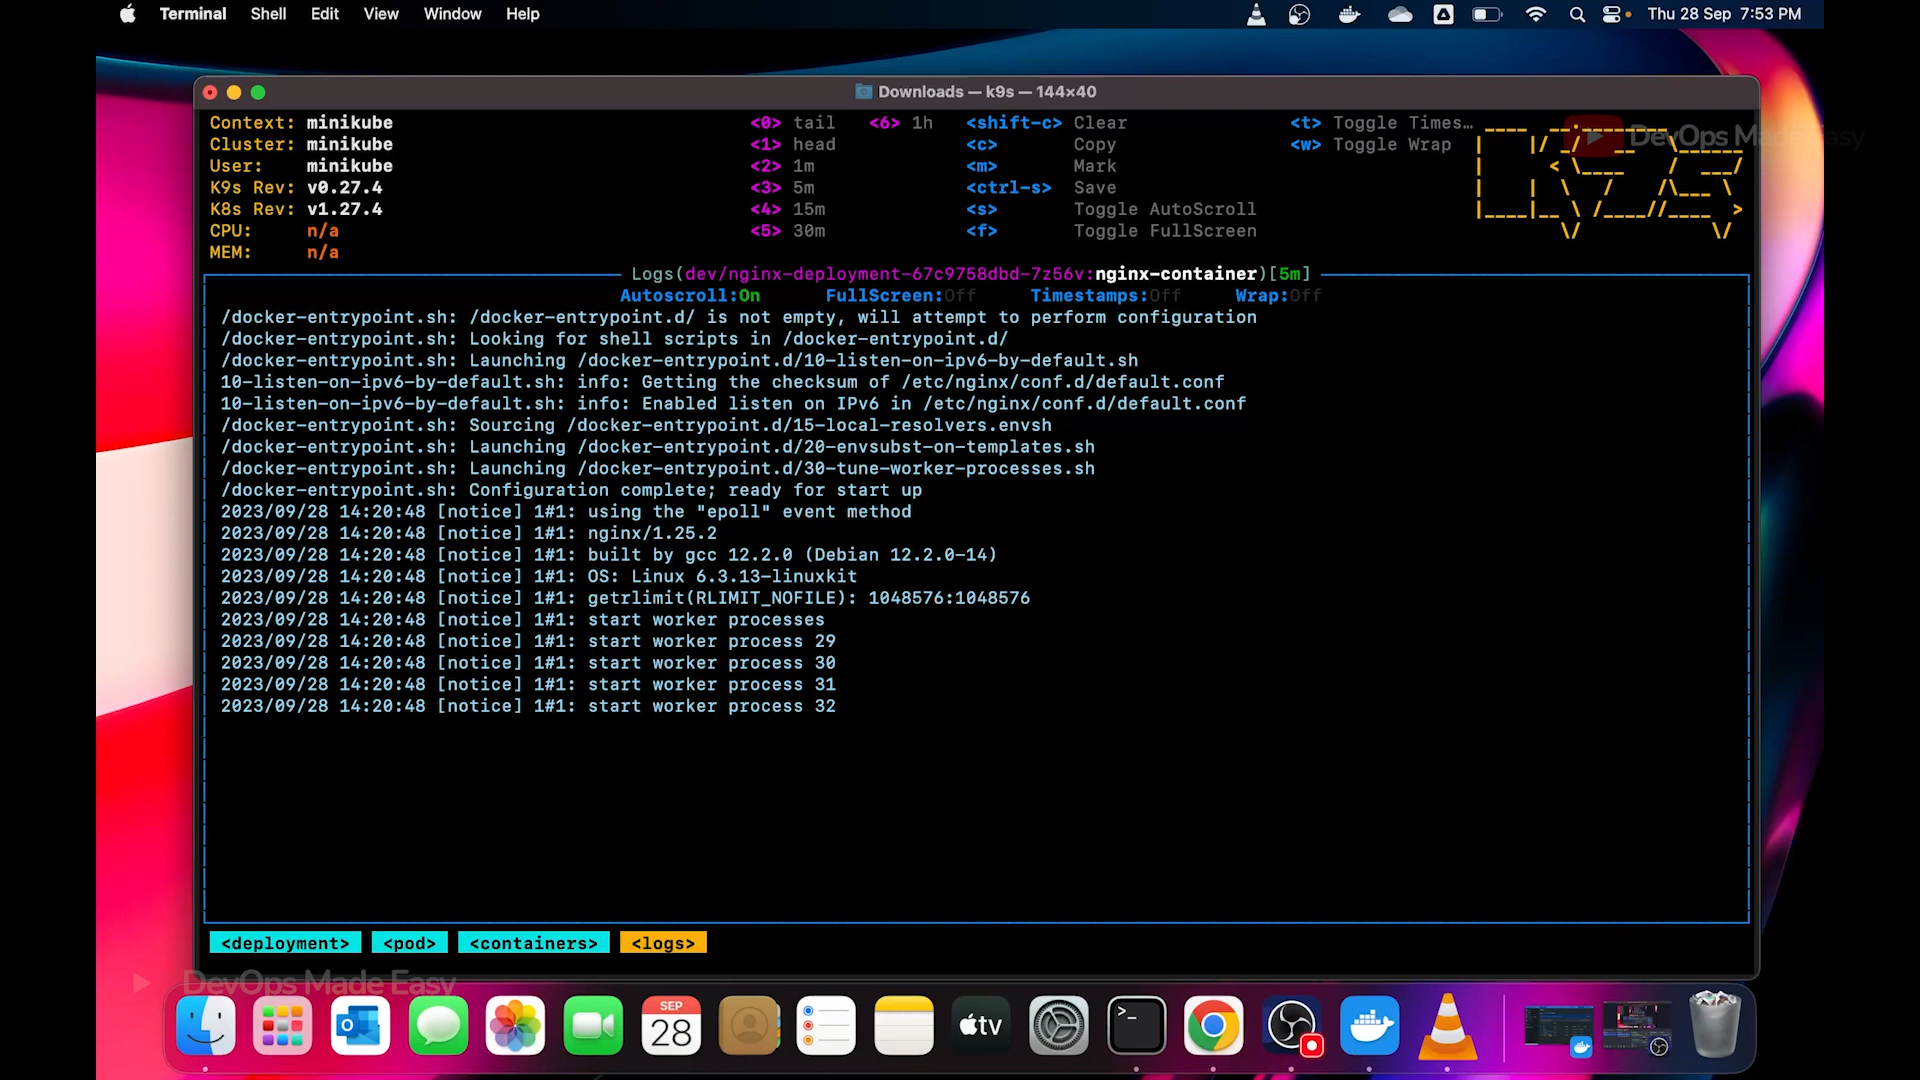 Terminal Shell Edit View Window Help Thu 28 Sep 7:53 PM
Downloads — k9s — 144×40
Context: minikube <0> tail <6> 1h <shift-c> Clear <t> Toggle Times…
Cluster: minikube <1> head <c> Copy <w> Toggle Wrap
User: minikube <2> 1m <m> Mark
K9s Rev: v0.27.4 <3> 5m <ctrl-s> Save
K8s Rev: v1.27.4 <4> 15m <s> Toggle AutoScroll
CPU: n/a <5> 30m <f> Toggle FullScreen
MEM: n/a
DevOps Made Easy
Logs(dev/nginx-deployment-67c9758dbd-7z56v:nginx-container)[5m]
Autoscroll:On FullScreen:Off Timestamps:Off Wrap:Off
/docker-entrypoint.sh: /docker-entrypoint.d/ is not empty, will attempt to perform configuration
/docker-entrypoint.sh: Looking for shell scripts in /docker-entrypoint.d/
/docker-entrypoint.sh: Launching /docker-entrypoint.d/10-listen-on-ipv6-by-default.sh
10-listen-on-ipv6-by-default.sh: info: Getting the checksum of /etc/nginx/conf.d/default.conf
10-listen-on-ipv6-by-default.sh: info: Enabled listen on IPv6 in /etc/nginx/conf.d/default.conf
/docker-entrypoint.sh: Sourcing /docker-entrypoint.d/15-local-resolvers.envsh
/docker-entrypoint.sh: Launching /docker-entrypoint.d/20-envsubst-on-templates.sh
/docker-entrypoint.sh: Launching /docker-entrypoint.d/30-tune-worker-processes.sh
/docker-entrypoint.sh: Configuration complete; ready for start up
2023/09/28 14:20:48 [notice] 1#1: using the "epoll" event method
2023/09/28 14:20:48 [notice] 1#1: nginx/1.25.2
2023/09/28 14:20:48 [notice] 1#1: built by gcc 12.2.0 (Debian 12.2.0-14)
2023/09/28 14:20:48 [notice] 1#1: OS: Linux 6.3.13-linuxkit
2023/09/28 14:20:48 [notice] 1#1: getrlimit(RLIMIT_NOFILE): 1048576:1048576
2023/09/28 14:20:48 [notice] 1#1: start worker processes
2023/09/28 14:20:48 [notice] 1#1: start worker process 29
2023/09/28 14:20:48 [notice] 1#1: start worker process 30
2023/09/28 14:20:48 [notice] 1#1: start worker process 31
2023/09/28 14:20:48 [notice] 1#1: start worker process 32
<deployment> <pod> <containers> <logs>
DevOps Made Easy
SEP
28
tv